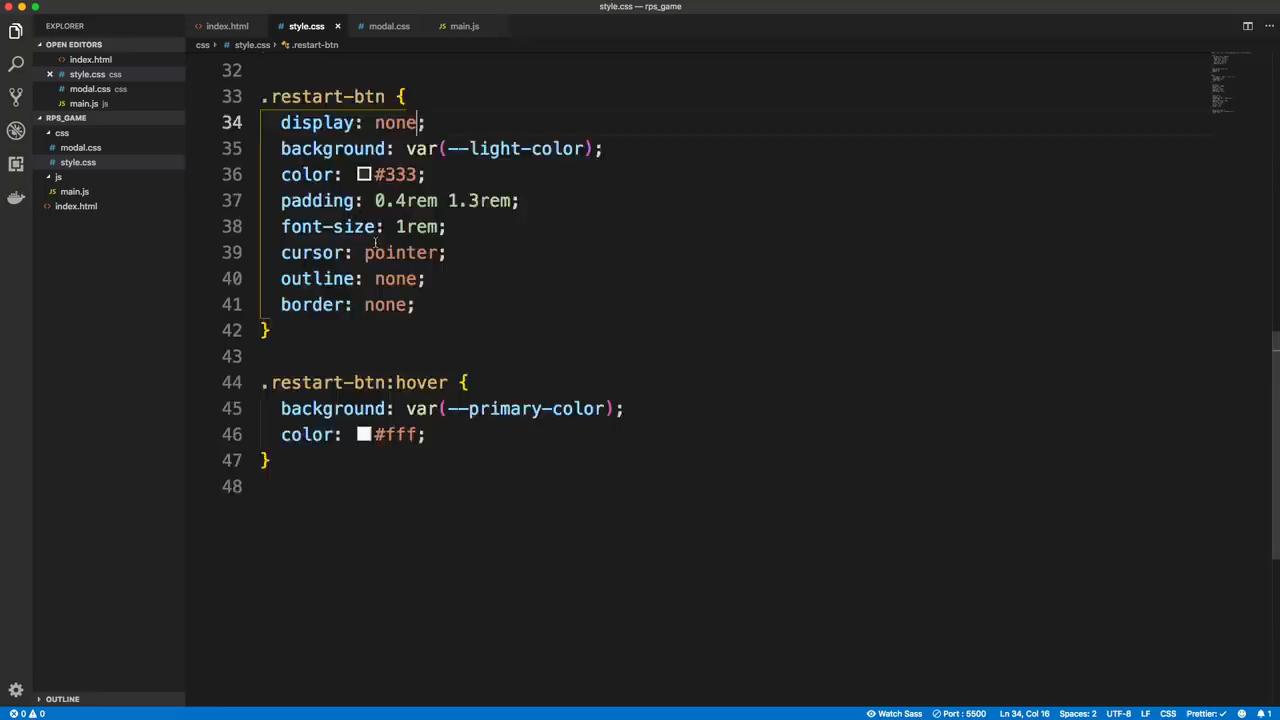 style.css — rps_game
EXPLORER
index.html
style.css ×
modal.css
main.js
OPEN EDITORS
index.html
× # style.css css
# modal.css css
main.js js
RPS_GAME
css
# modal.css
# style.css
js
main.js
index.html
OUTLINE
css › # style.css › .restart-btn
32
33 .restart-btn {
34 display: none;
35 background: var(--light-color);
36 color: #333;
37 padding: 0.4rem 1.3rem;
38 font-size: 1rem;
39 cursor: pointer;
40 outline: none;
41 border: none;
42 }
43
44 .restart-btn:hover {
45 background: var(--primary-color);
46 color: #fff;
47 }
48
0 0 Watch Sass Port : 5500 Ln 34, Col 16 Spaces: 2 UTF-8 LF CSS Prettier: ✓ 1